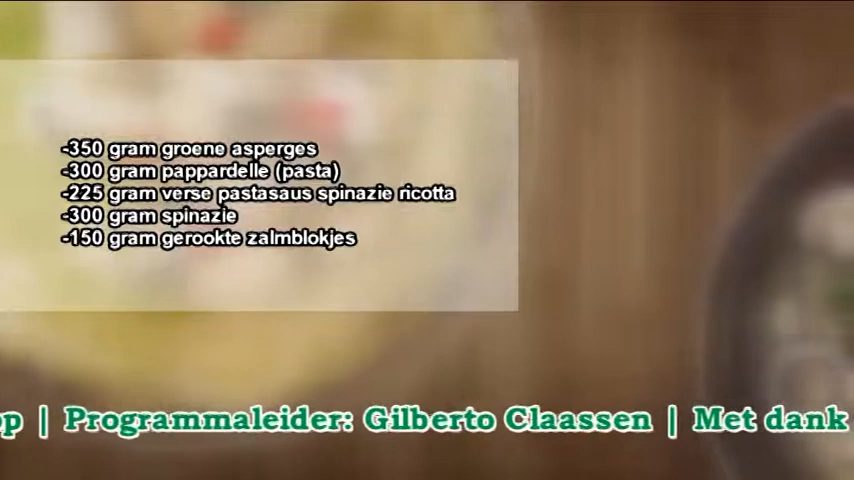 -350 gram groene asperges
-300 gram pappardelle (pasta)
-225 gram verse pastasaus spinazie ricotta
-300 gram spinazie
-150 gram gerookte zalmblokjes
| Programmaleider: Gilberto Claassen | Met dank